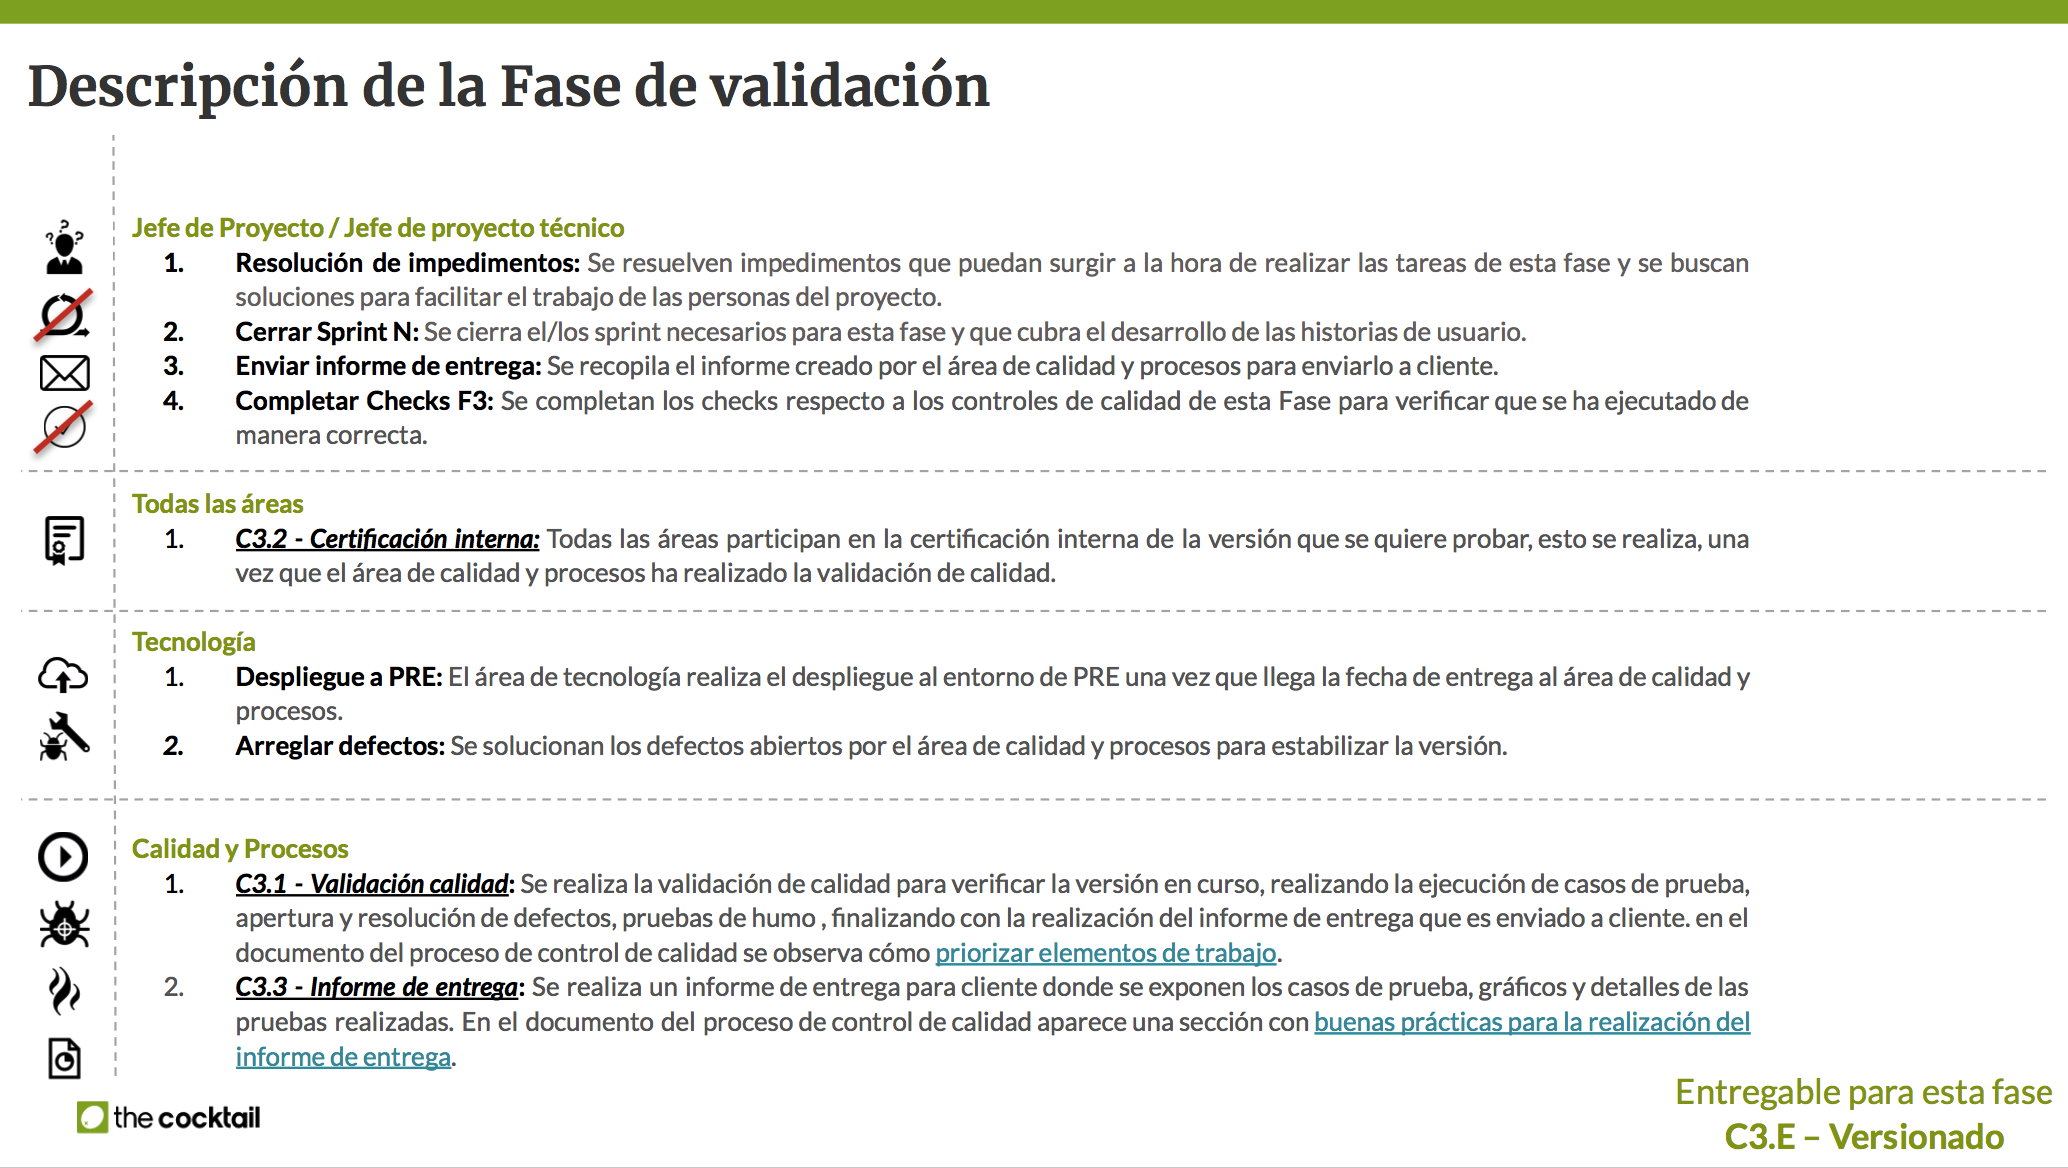 Descripción de la Fase de validación
Jefe de Proyecto / Jefe de proyecto técnico
1. Resolución de impedimentos: Se resuelven impedimentos que puedan surgir a la hora de realizar las tareas de esta fase y se buscan
soluciones para facilitar el trabajo de las personas del proyecto.
2. Cerrar Sprint N: Se cierra el/los sprint necesarios para esta fase y que cubra el desarrollo de las historias de usuario.
3. Enviar informe de entrega: Se recopila el informe creado por el área de calidad y procesos para enviarlo a cliente.
4. Completar Checks F3: Se completan los checks respecto a los controles de calidad de esta Fase para verificar que se ha ejecutado de
manera correcta.
Todas las áreas
1. C3.2 - Certificación interna: Todas las áreas participan en la certificación interna de la versión que se quiere probar, esto se realiza, una
vez que el área de calidad y procesos ha realizado la validación de calidad.
Tecnología
1. Despliegue a PRE: El área de tecnología realiza el despliegue al entorno de PRE una vez que llega la fecha de entrega al área de calidad y
procesos.
2. Arreglar defectos: Se solucionan los defectos abiertos por el área de calidad y procesos para estabilizar la versión.
Calidad y Procesos
1. C3.1 - Validación calidad: Se realiza la validación de calidad para verificar la versión en curso, realizando la ejecución de casos de prueba,
apertura y resolución de defectos, pruebas de humo , finalizando con la realización del informe de entrega que es enviado a cliente. en el
documento del proceso de control de calidad se observa cómo priorizar elementos de trabajo.
2. C3.3 - Informe de entrega: Se realiza un informe de entrega para cliente donde se exponen los casos de prueba, gráficos y detalles de las
pruebas realizadas. En el documento del proceso de control de calidad aparece una sección con buenas prácticas para la realización del
informe de entrega.
the cocktail
Entregable para esta fase
C3.E – Versionado